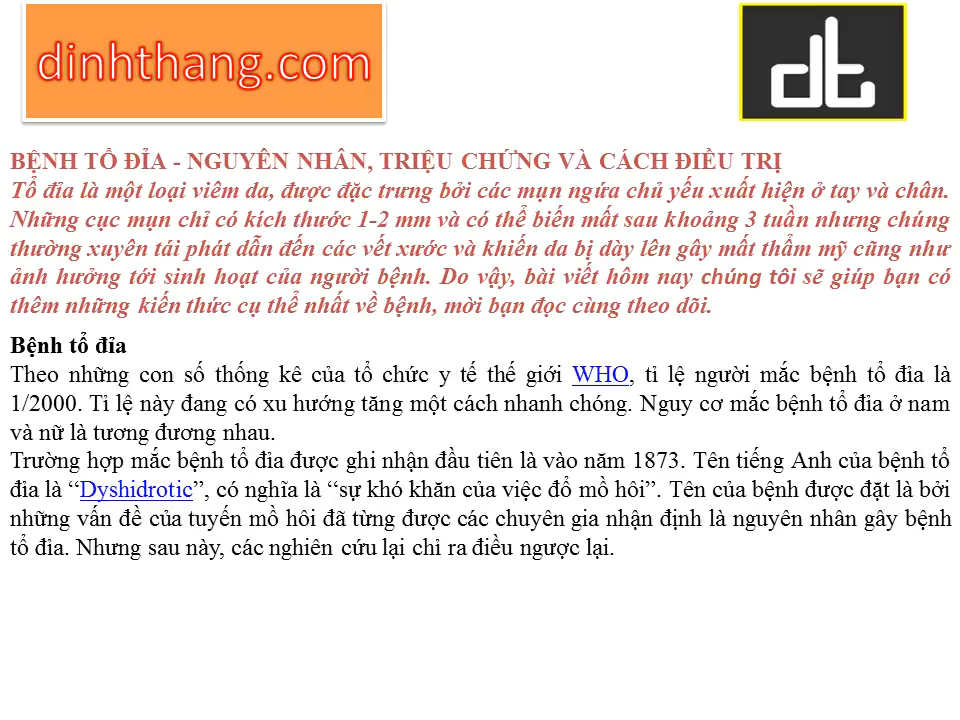 dinhthang.com
dt
BỆNH TỔ ĐỈA - NGUYÊN NHÂN, TRIỆU CHỨNG VÀ CÁCH ĐIỀU TRỊ
Tổ đỉa là một loại viêm da, được đặc trưng bởi các mụn ngứa chủ yếu xuất hiện ở tay và chân.
Những cục mụn chỉ có kích thước 1-2 mm và có thể biến mất sau khoảng 3 tuần nhưng chúng
thường xuyên tái phát dẫn đến các vết xước và khiến da bị dày lên gây mất thẩm mỹ cũng như
ảnh hưởng tới sinh hoạt của người bệnh. Do vậy, bài viết hôm nay chúng tôi sẽ giúp bạn có
thêm những kiến thức cụ thể nhất về bệnh, mời bạn đọc cùng theo dõi.
Bệnh tổ đỉa
Theo những con số thống kê của tổ chức y tế thế giới WHO, tỉ lệ người mắc bệnh tổ đỉa là
1/2000. Tỉ lệ này đang có xu hướng tăng một cách nhanh chóng. Nguy cơ mắc bệnh tổ đỉa ở nam
và nữ là tương đương nhau.
Trường hợp mắc bệnh tổ đỉa được ghi nhận đầu tiên là vào năm 1873. Tên tiếng Anh của bệnh tổ
đỉa là “Dyshidrotic”, có nghĩa là “sự khó khăn của việc đổ mồ hôi”. Tên của bệnh được đặt là bởi
những vấn đề của tuyến mồ hôi đã từng được các chuyên gia nhận định là nguyên nhân gây bệnh
tổ đỉa. Nhưng sau này, các nghiên cứu lại chỉ ra điều ngược lại.